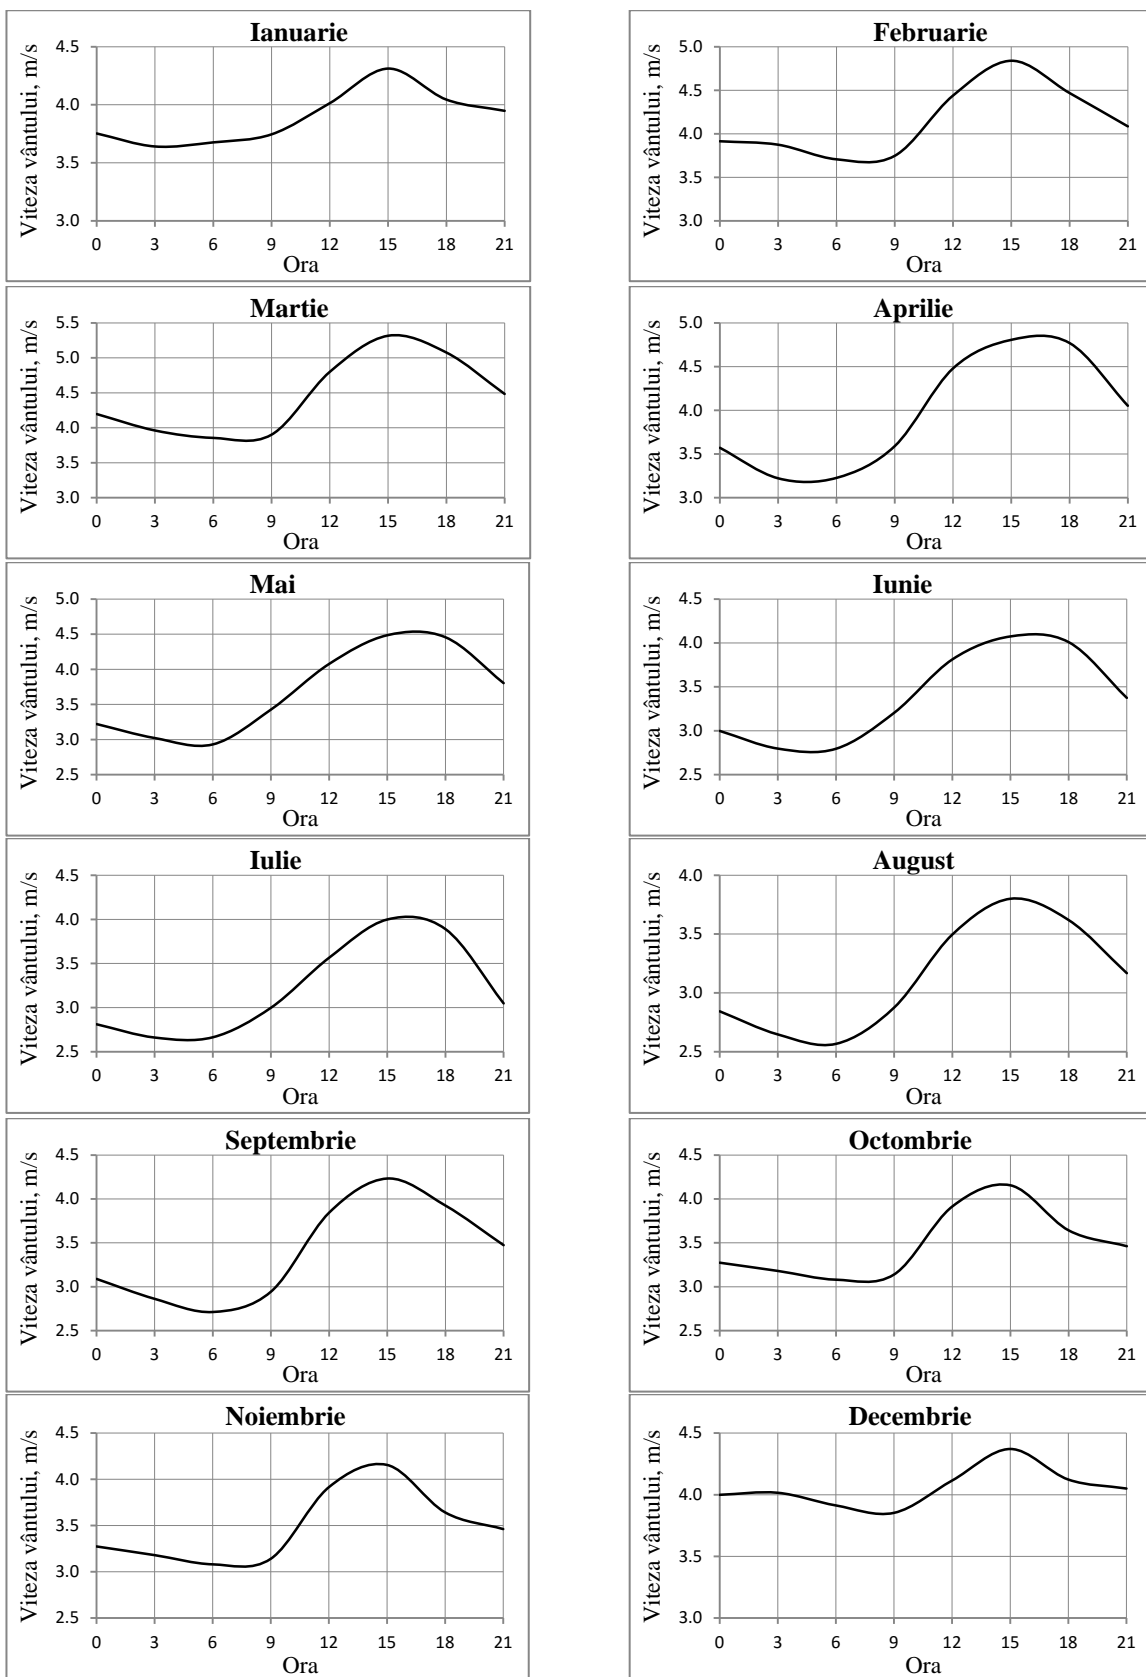 Ianuarie
Viteza vântului, m/s
4.5
4.0
3.5
3.0
0 3 6 9 12 15 18 21
Ora
Februarie
Viteza vântului, m/s
5.0
4.5
4.0
3.5
3.0
0 3 6 9 12 15 18 21
Ora
Martie
Viteza vântului, m/s
5.5
5.0
4.5
4.0
3.5
3.0
0 3 6 9 12 15 18 21
Ora
Aprilie
Viteza vântului, m/s
5.0
4.5
4.0
3.5
3.0
0 3 6 9 12 15 18 21
Ora
Mai
Viteza vântului, m/s
5.0
4.5
4.0
3.5
3.0
2.5
0 3 6 9 12 15 18 21
Ora
Iunie
Viteza vântului, m/s
4.5
4.0
3.5
3.0
2.5
0 3 6 9 12 15 18 21
Ora
Iulie
Viteza vântului, m/s
4.5
4.0
3.5
3.0
2.5
0 3 6 9 12 15 18 21
Ora
August
Viteza vântului, m/s
4.0
3.5
3.0
2.5
0 3 6 9 12 15 18 21
Ora
Septembrie
Viteza vântului, m/s
4.5
4.0
3.5
3.0
2.5
0 3 6 9 12 15 18 21
Ora
Octombrie
Viteza vântului, m/s
4.5
4.0
3.5
3.0
2.5
0 3 6 9 12 15 18 21
Ora
Noiembrie
Viteza vântului, m/s
4.5
4.0
3.5
3.0
2.5
0 3 6 9 12 15 18 21
Ora
Decembrie
Viteza vântului, m/s
4.5
4.0
3.5
3.0
0 3 6 9 12 15 18 21
Ora